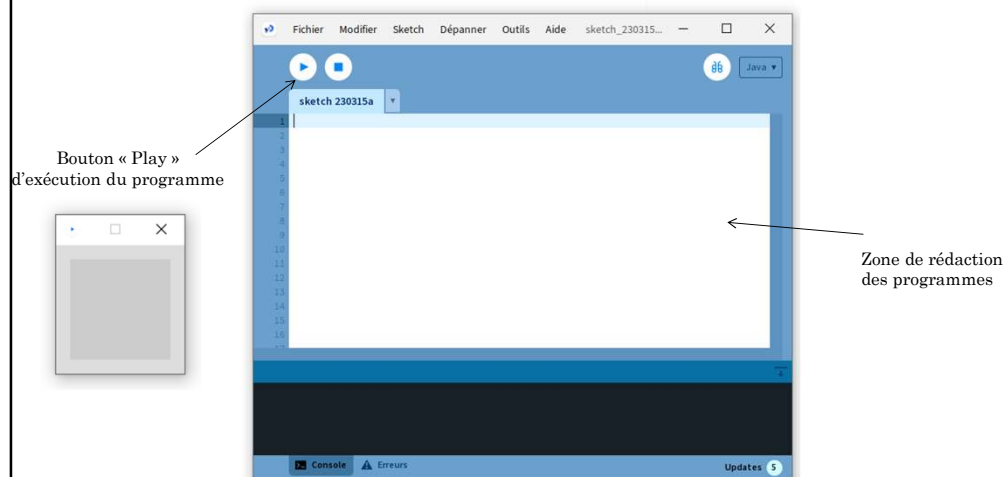 Fichier Modifier Sketch Dépanner Outils Aide sketch_230315...
Java
sketch 230315a
1
2
3
4
5
6
7
8
9
10
11
12
13
14
15
16
Bouton « Play »
d’exécution du programme
Zone de rédaction
des programmes
Console Erreurs Updates 5